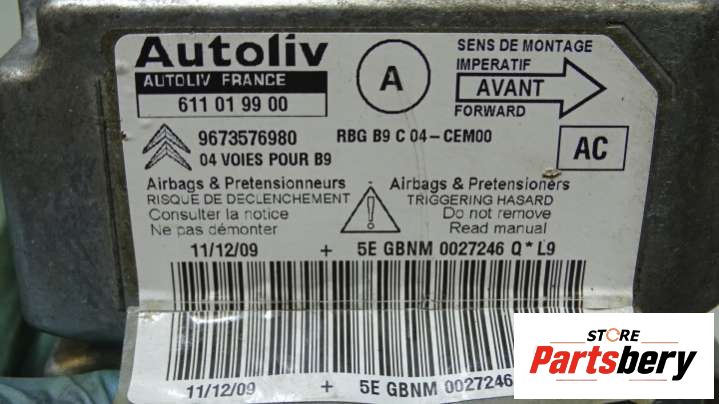 Autoliv
AUTOLIV FRANCE
611 01 99 00
A
SENS DE MONTAGE
IMPERATIF
AVANT
FORWARD
9673576980
RBG B9 C 04-CEM00
04 VOIES POUR B9
AC
Airbags & Pretensionneurs
RISQUE DE DECLENCHEMENT
Consulter la notice
Ne pas démonter
Airbags & Pretensioners
TRIGGERING HASARD
Do not remove
Read manual
11/12/09 + 5E GBNM 0027246 Q * L9
11/12/09 + 5E GBNM 0027246
STORE
Partsbery